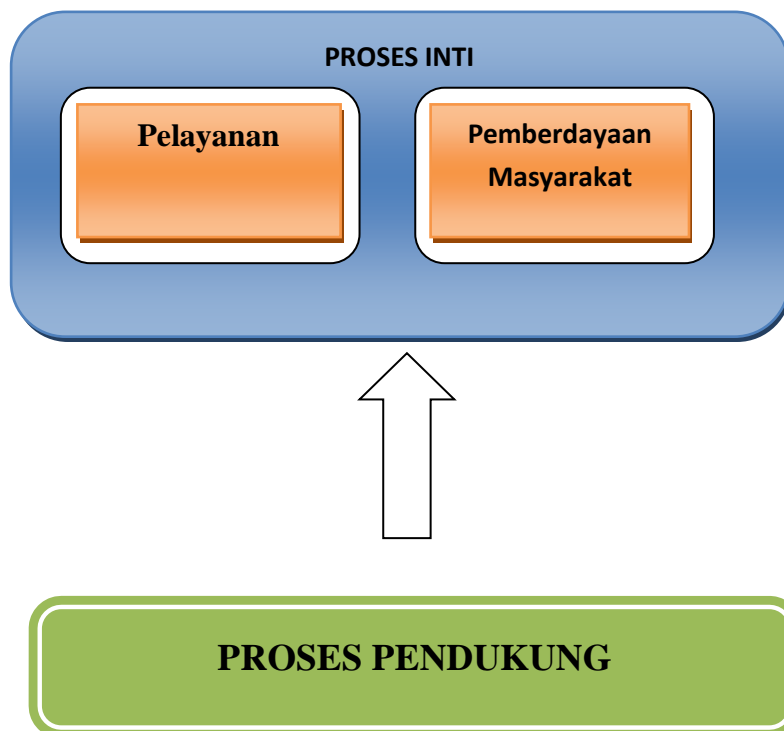 PROSES INTI
Pelayanan
Pemberdayaan
Masyarakat
PROSES PENDUKUNG